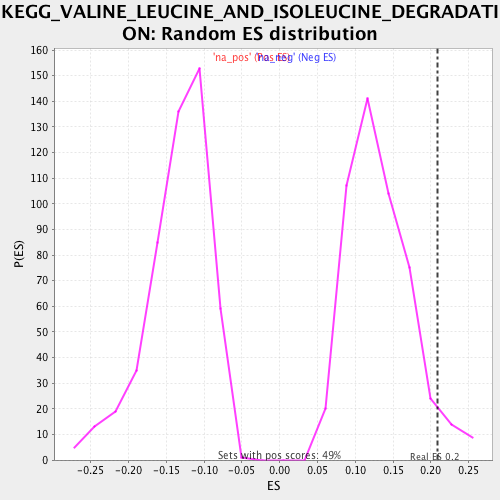 KEGG_VALINE_LEUCINE_AND_ISOLEUCINE_DEGRADATI
ON: Random ES distribution
'na_pos' (Pos ES) 'na_neg' (Neg ES)
160
150
140
130
120
110
100
90
80
70
60
50
40
30
20
10
0
P(ES)
Sets with pos scores: 49%
Real ES 0.2
-0.25 -0.20 -0.15 -0.10 -0.05 0.00 0.05 0.10 0.15 0.20 0.25
ES